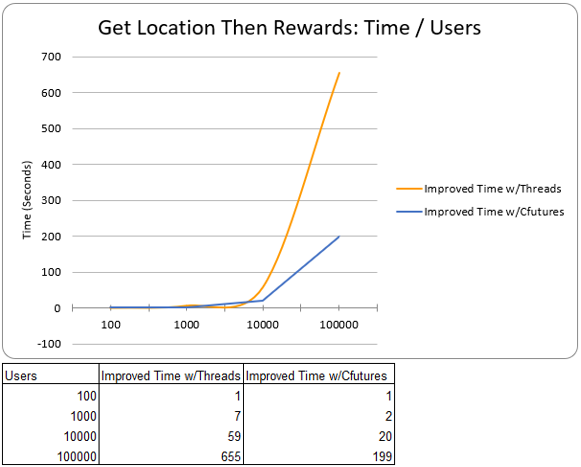 Get Location Then Rewards: Time / Users
700
600
500
400
300
200
100
0
-100
Time (Seconds)
100 1000 10000 100000
Improved Time w/Threads
Improved Time w/Cfutures
Users Improved Time w/Threads Improved Time w/Cfutures
100 1 1
1000 7 2
10000 59 20
100000 655 199